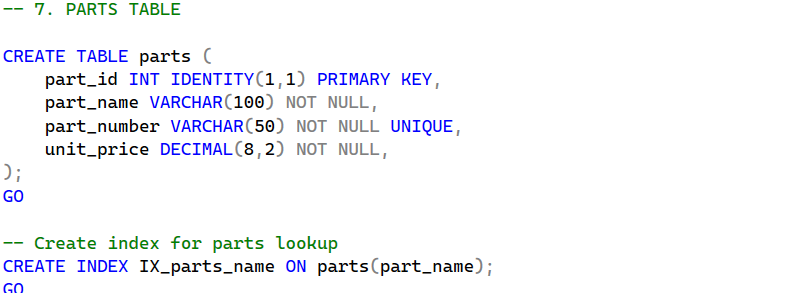 -- 7. PARTS TABLE
CREATE TABLE parts (
    part_id INT IDENTITY(1,1) PRIMARY KEY,
    part_name VARCHAR(100) NOT NULL,
    part_number VARCHAR(50) NOT NULL UNIQUE,
    unit_price DECIMAL(8,2) NOT NULL,
);
GO
-- Create index for parts lookup
CREATE INDEX IX_parts_name ON parts(part_name);
GO